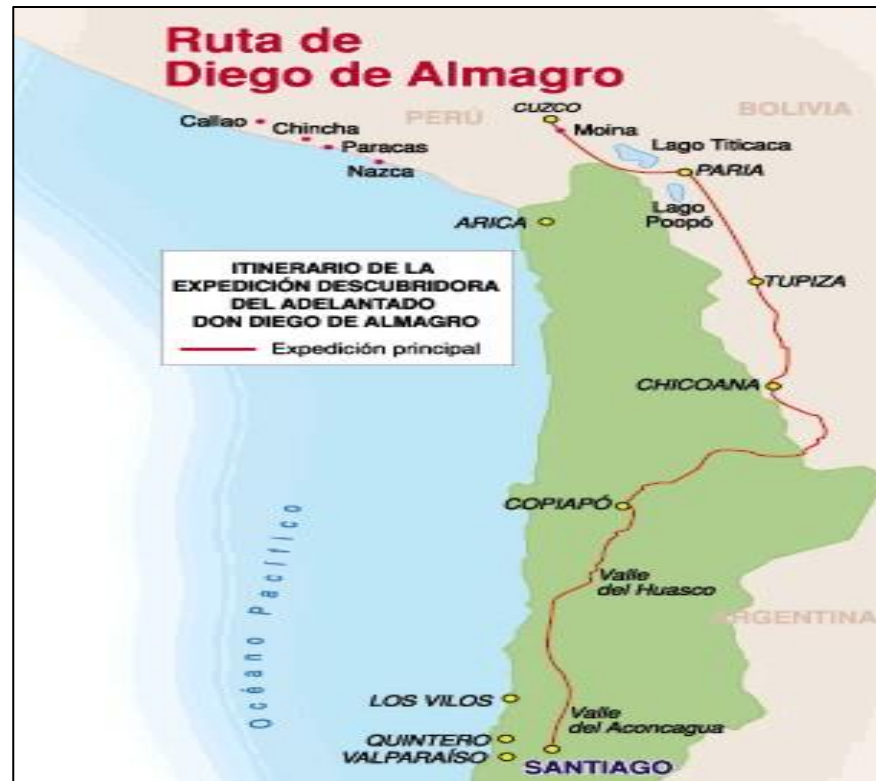 Ruta de
Diego de Almagro
PERÚ
BOLIVIA
CUZCO
Callao
Chincha
Moina
Paracas
Lago Titicaca
Nazca
PARIA
Lago
Poopó
ARICA
ITINERARIO DE LA
EXPEDICIÓN DESCUBRIDORA
DEL ADELANTADO
DON DIEGO DE ALMAGRO
Expedición principal
TUPIZA
CHICOANA
COPIAPÓ
Océano Pacífico
Valle
del Huasco
ARGENTINA
LOS VILOS
Valle
del Aconcagua
QUINTERO
VALPARAÍSO
SANTIAGO